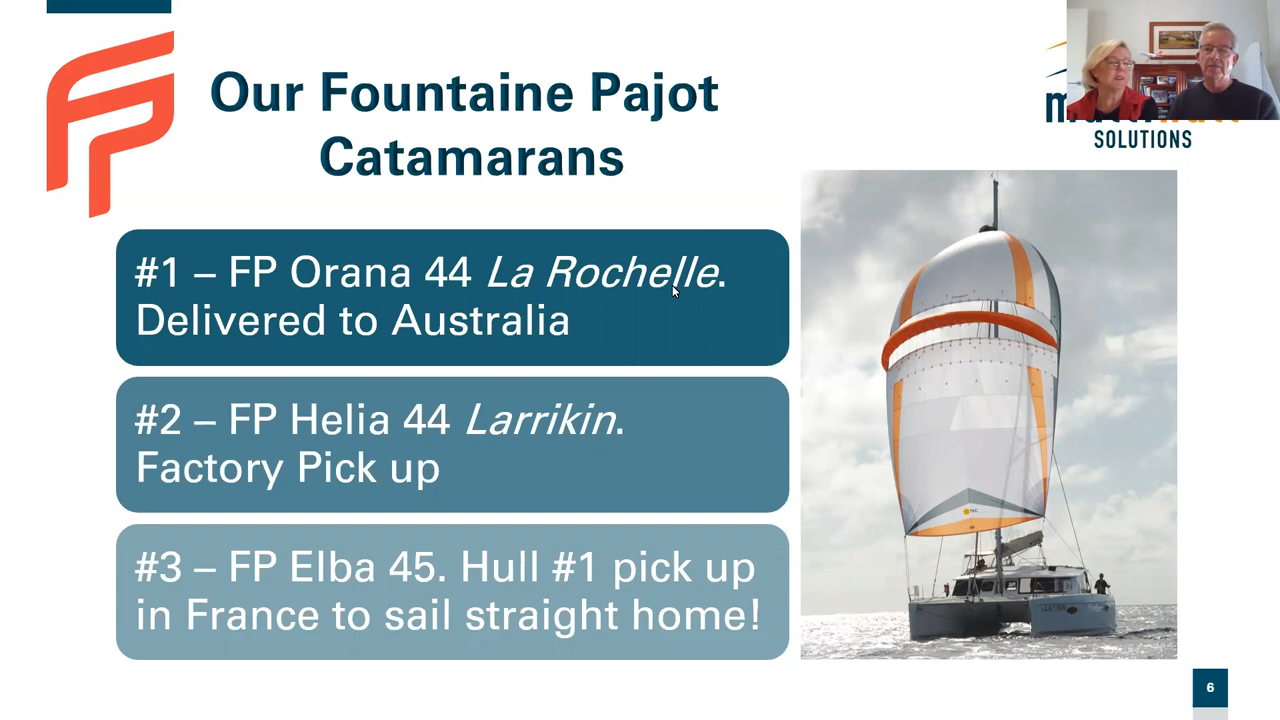 Our Fountaine Pajot
Catamarans
SOLUTIONS
#1 – FP Orana 44 La Rochelle.
Delivered to Australia
#2 – FP Helia 44 Larrikin.
Factory Pick up
#3 – FP Elba 45. Hull #1 pick up
in France to sail straight home!
6